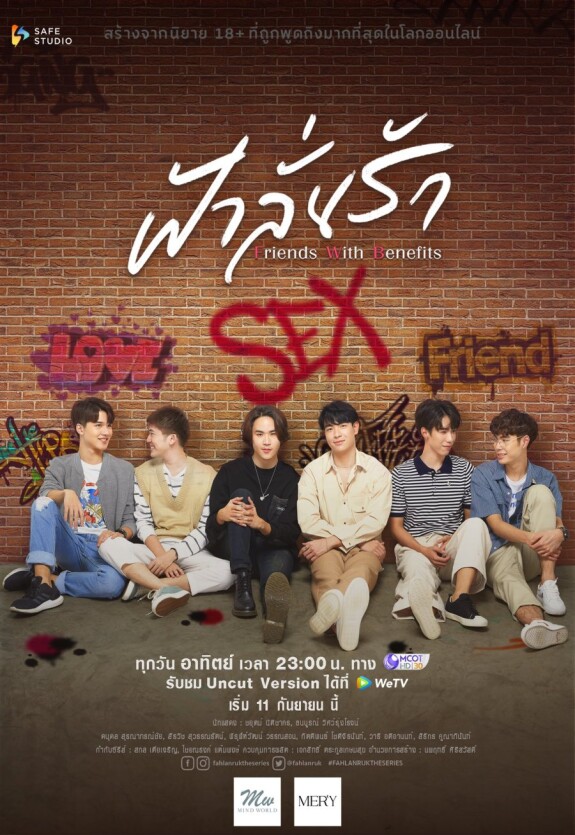 SAFE
STUDIO
สร้างจากนิยาย 18+ ที่ถูกพูดถึงมากที่สุดในโลกออนไลน์
ฟ้าลั่นรัก
Friends With Benefits
SEX
LOVE
Friend
ทุกวัน อาทิตย์ เวลา 23:00 น. ทาง MCOT HD 30
รับชม Uncut Version ได้ที่ WeTV
เริ่ม 11 กันยายน นี้
fahlanruktheseries @fahlanruk #FAHLANRUKTHESERIES
Mw
MIND WORLD
MERY